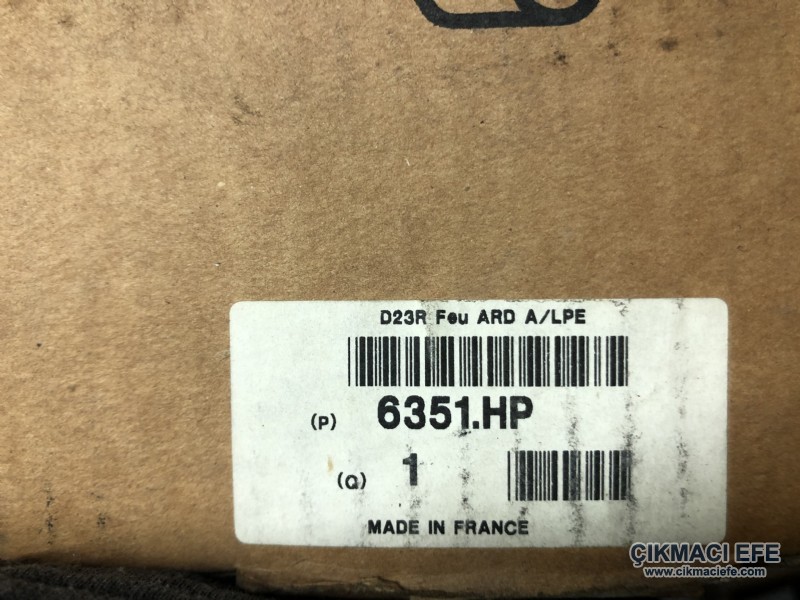 D23R Feu ARD A/LPE
(P) 6351.HP
(Q) 1
MADE IN FRANCE
ÇIKMACI EFE
www.cikmaciefe.com